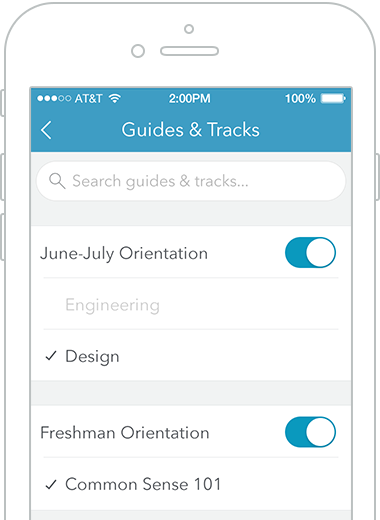 AT&T 2:00PM 100%
Guides & Tracks
Search guides & tracks...
June-July Orientation
Engineering
Design
Freshman Orientation
Common Sense 101